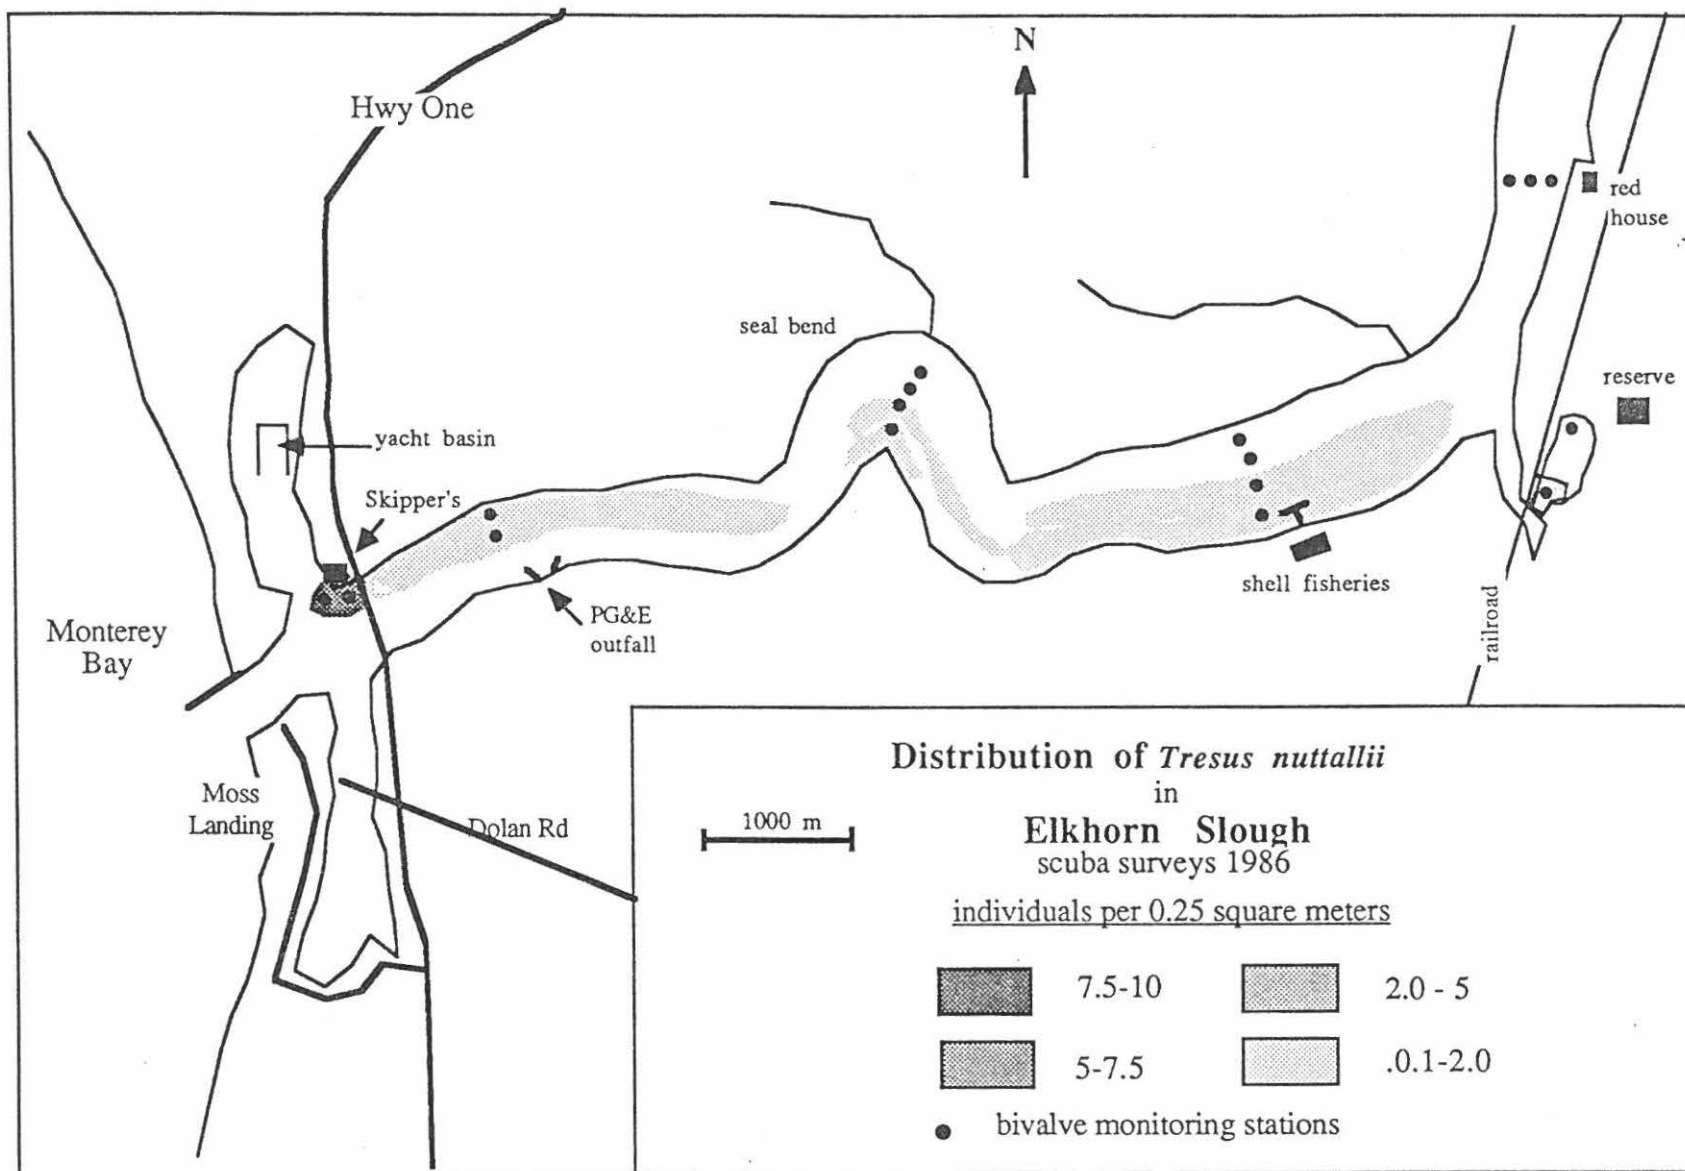 N
Hwy One
red
house
seal bend
reserve
yacht basin
Skipper's
shell fisheries
PG&E
outfall
Monterey
Bay
railroad
Moss
Landing
Dolan Rd
Distribution of Tresus nuttallii
in
Elkhorn Slough
scuba surveys 1986
1000 m
individuals per 0.25 square meters
7.5-10
2.0 - 5
5-7.5
.0.1-2.0
bivalve monitoring stations